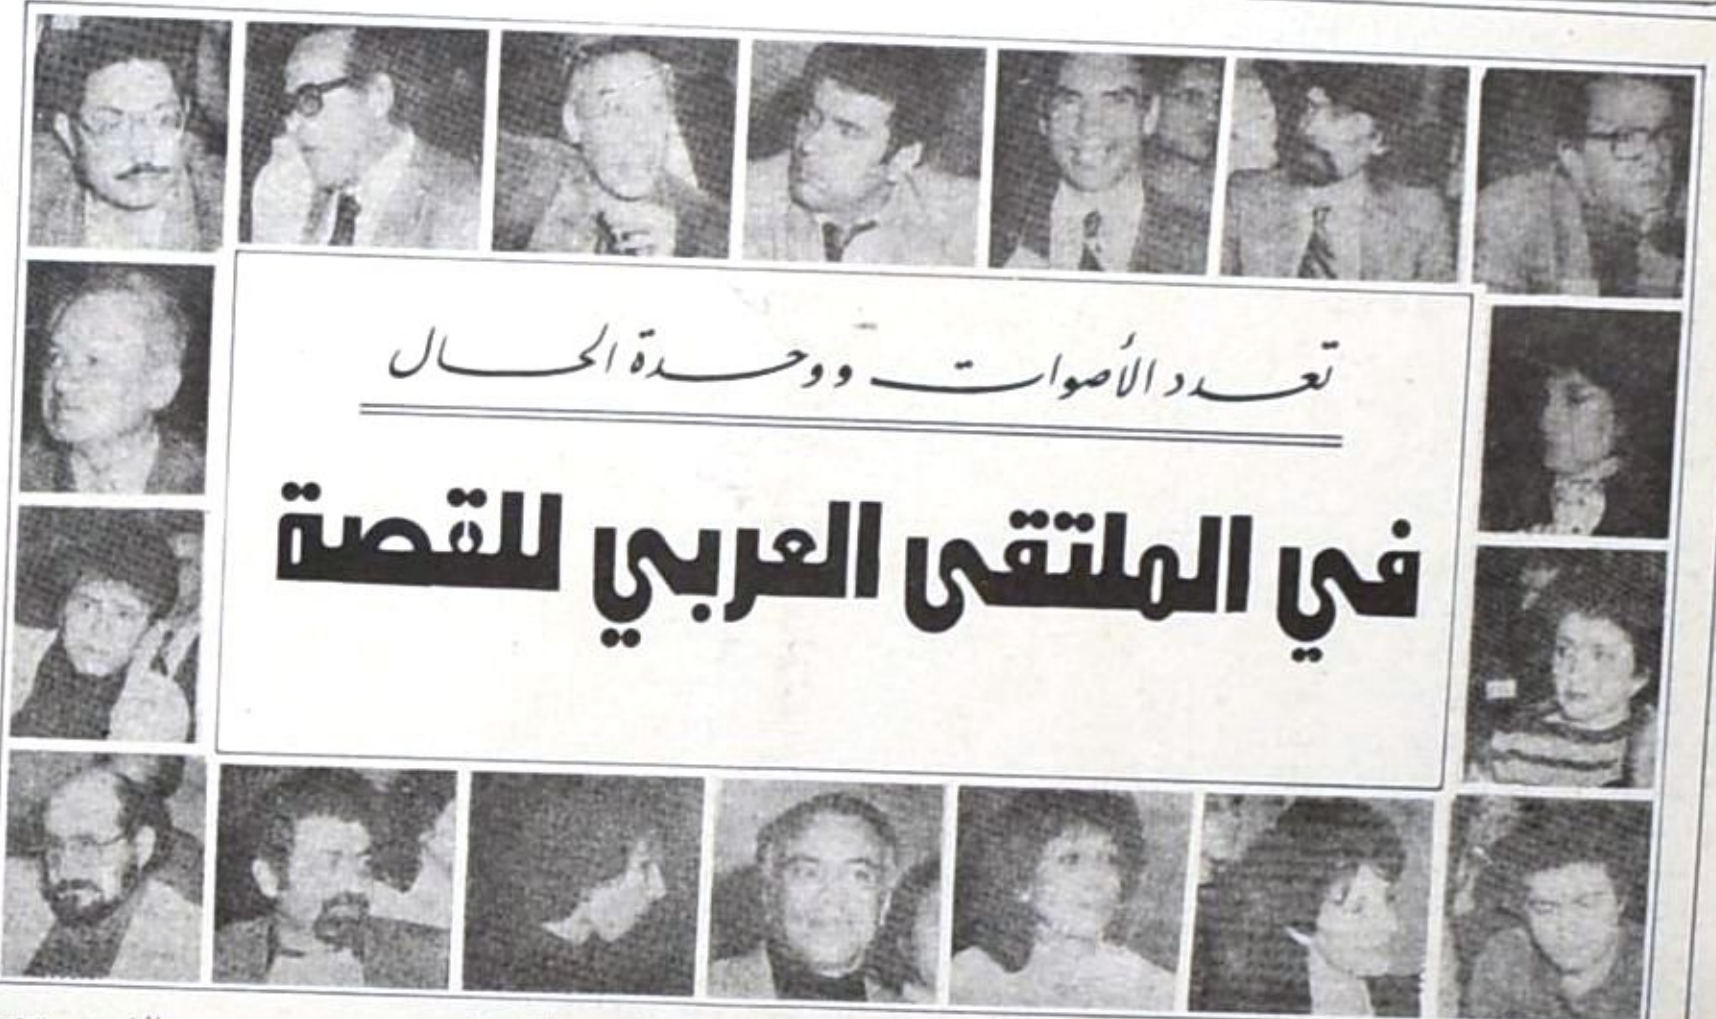 تعدد الأصوات ووحدة الحال
في الملتقى العربي للقصة